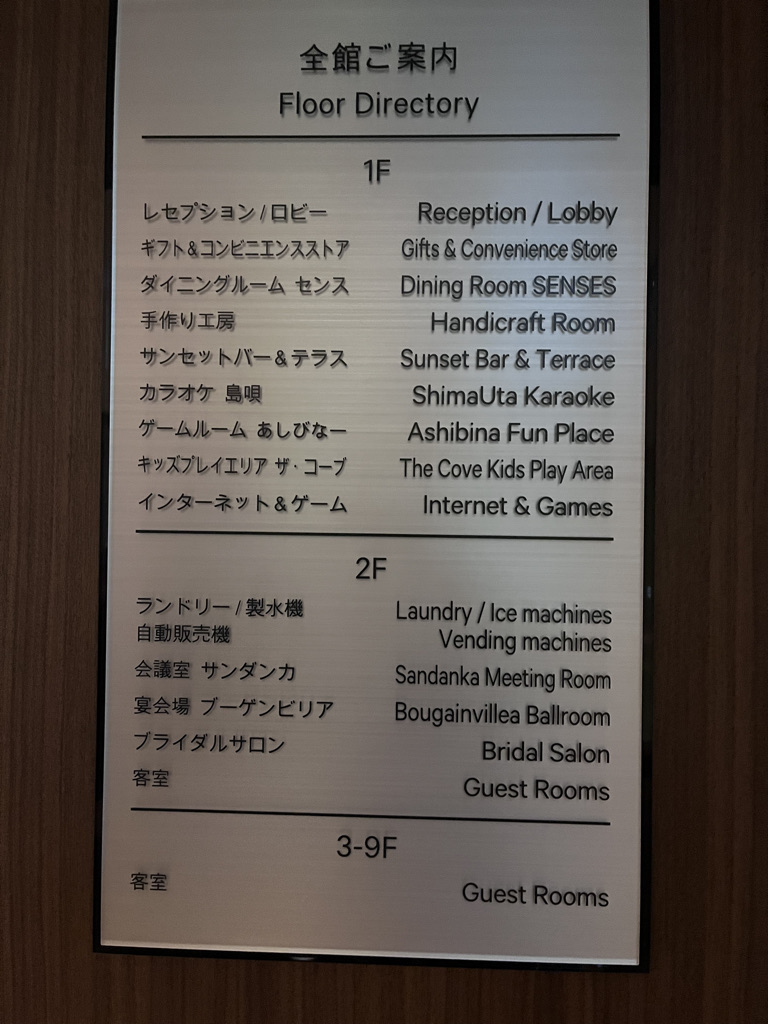 全館ご案内
Floor Directory
1F
レセプション / ロビー Reception / Lobby
ギフト&コンビニエンスストア Gifts & Convenience Store
ダイニングルーム センス Dining Room SENSES
手作り工房 Handicraft Room
サンセットバー&テラス Sunset Bar & Terrace
カラオケ 島唄 ShimaUta Karaoke
ゲームルーム あしびなー Ashibina Fun Place
キッズプレイエリア ザ・コーブ The Cove Kids Play Area
インターネット&ゲーム Internet & Games
2F
ランドリー / 製氷機 Laundry / Ice machines
自動販売機 Vending machines
会議室 サンダンカ Sandanka Meeting Room
宴会場 ブーゲンビリア Bougainvillea Ballroom
ブライダルサロン Bridal Salon
客室 Guest Rooms
3-9F
客室 Guest Rooms